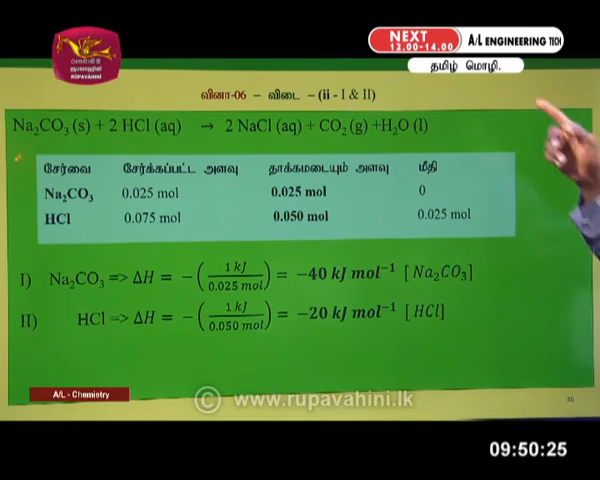 NEXT
12.00-14.00
A/L ENGINEERING TECH
தமிழ் மொழி.
RUPAVAHINI
வினா-06 – விடை – (ii - I & II)
Na₂CO₃ (s) + 2 HCl (aq) → 2 NaCl (aq) + CO₂ (g) +H₂O (l)
சேர்வை சேர்க்கப்பட்ட அளவு தாக்கமடையும் அளவு மீதி
Na₂CO₃ 0.025 mol 0.025 mol 0
HCl 0.075 mol 0.050 mol 0.025 mol
I) Na₂CO₃ => ΔH = −(1 kJ / 0.025 mol) = −40 kJ mol⁻¹ [Na₂CO₃]
II) HCl => ΔH = −(1 kJ / 0.050 mol) = −20 kJ mol⁻¹ [HCl]
A/L - Chemistry
© www.rupavahini.lk
09:50:25